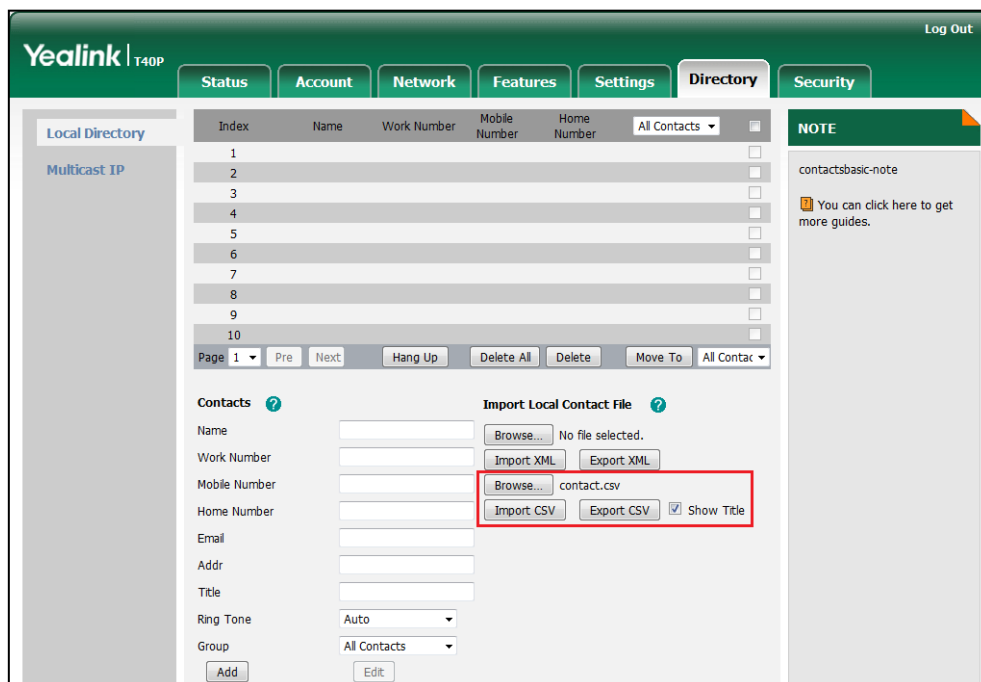 Log Out
Yealink | T40P
Status Account Network Features Settings Directory Security
Local Directory
Multicast IP
Index Name Work Number Mobile Number Home Number All Contacts
1
2
3
4
5
6
7
8
9
10
Page 1 Pre Next Hang Up Delete All Delete Move To All Contac
Contacts ?
Name
Work Number
Mobile Number
Home Number
Email
Addr
Title
Ring Tone Auto
Group All Contacts
Add Edit
Import Local Contact File ?
Browse... No file selected.
Import XML Export XML
Browse... contact.csv
Import CSV Export CSV Show Title
NOTE
contactsbasic-note
? You can click here to get
more guides.